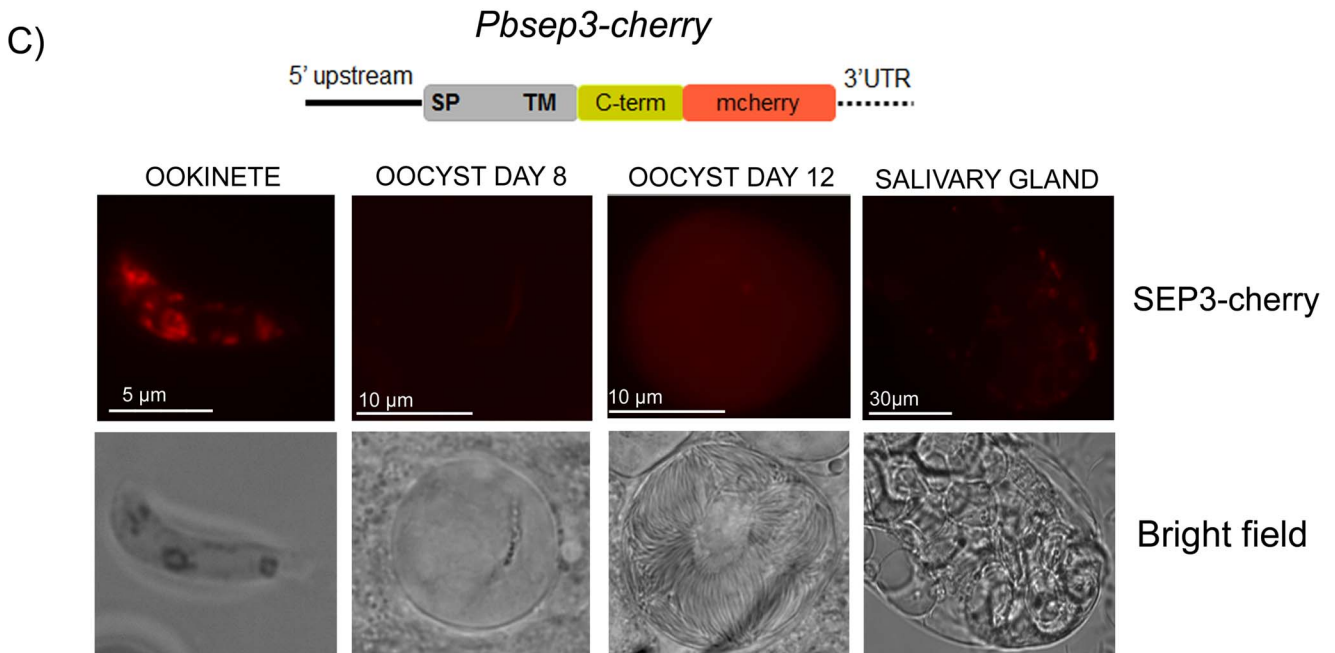 C)
Pbsep3-cherry
5’ upstream
SP TM C-term mcherry
3’UTR
OOKINETE OOCYST DAY 8 OOCYST DAY 12 SALIVARY GLAND
SEP3-cherry
5 µm 10 µm 10 µm 30µm
Bright field